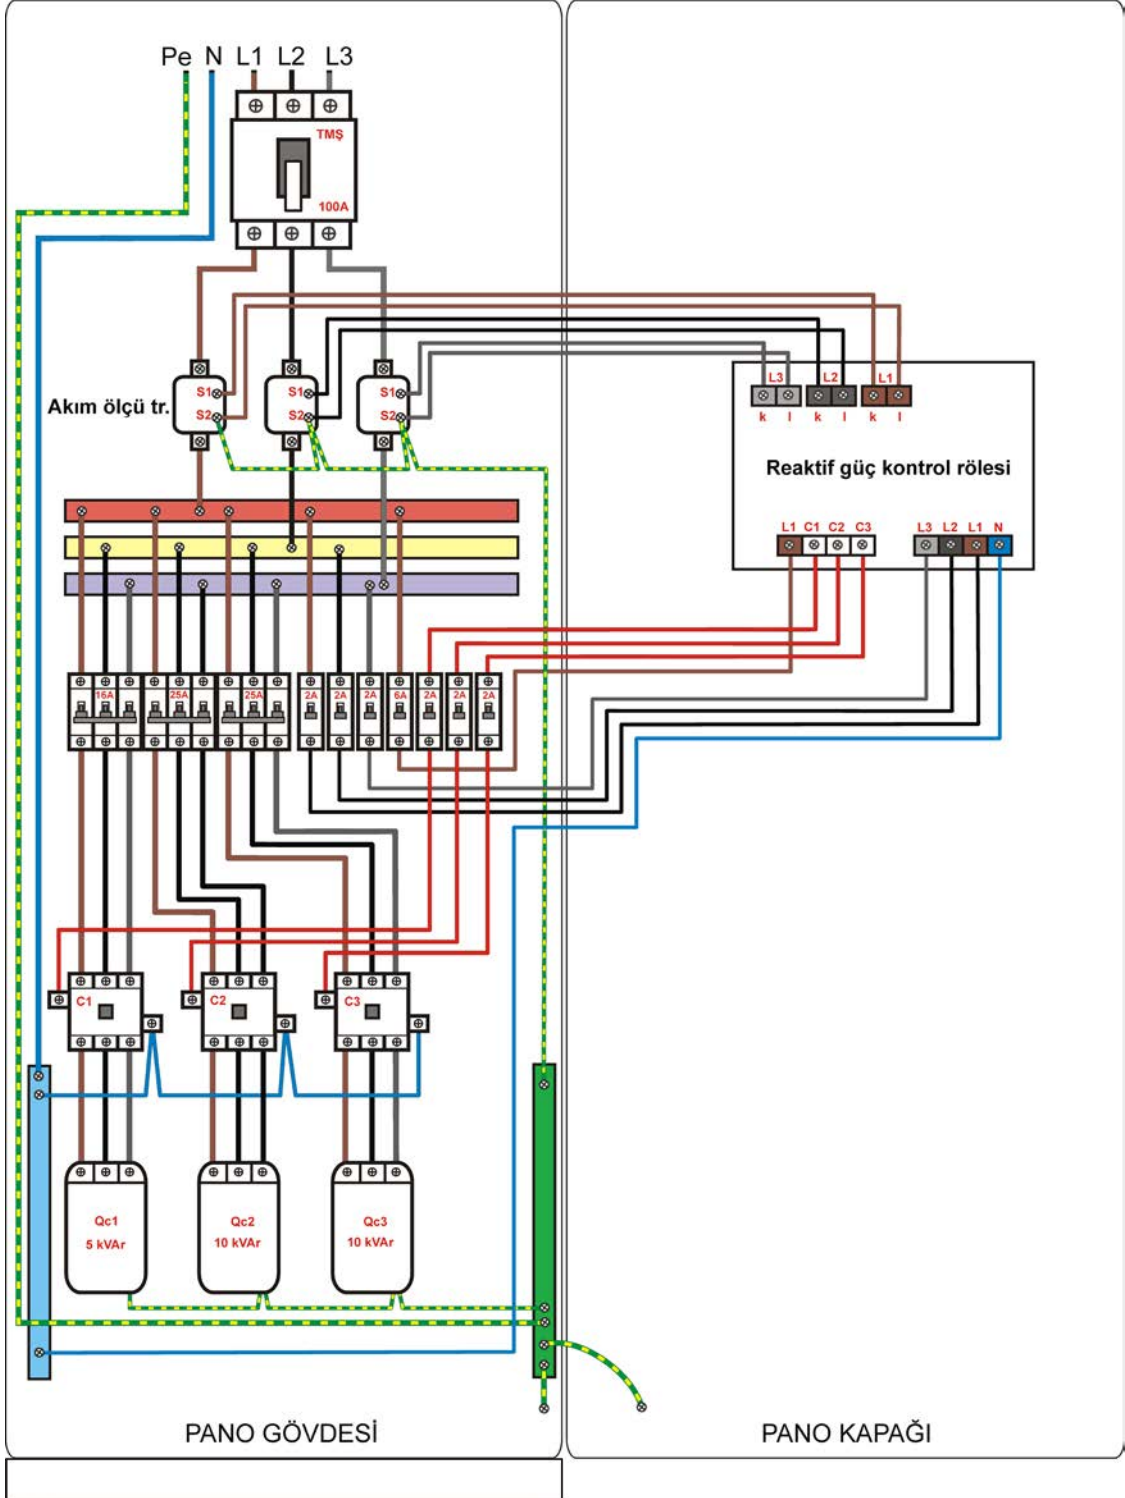 Pe N L1 L2 L3
TMŞ
100A
Akım ölçü tr.
S1 S1 S1
S2 S2 S2
L3 L2 L1
k l k l k l
Reaktif güç kontrol rölesi
L1 C1 C2 C3 L3 L2 L1 N
16A 25A 25A 2A 2A 2A 6A 2A 2A 2A
C1 C2 C3
Qc1 Qc2 Qc3
5 kVAr 10 kVAr 10 kVAr
PANO GÖVDESİ PANO KAPAĞI